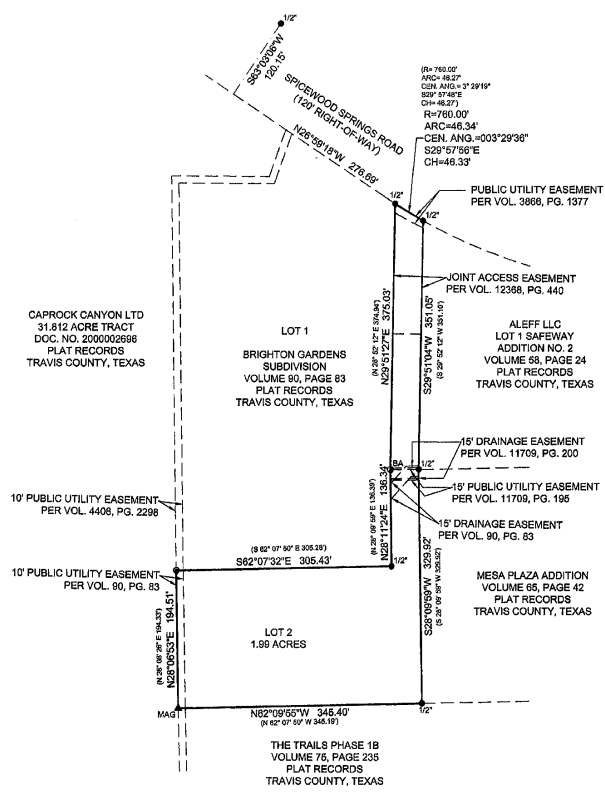 1/2"
S63°03'06"W
120.15'
SPICEWOOD SPRINGS ROAD
(120' RIGHT-OF-WAY)
N26°59'18"W 276.69'
(R= 760.00'
ARC= 46.27'
CEN. ANG.= 3° 29'19"
S29° 57'48"E
CH= 46.27')
R=760.00'
ARC=46.34'
CEN. ANG.=003°29'36"
S29°57'56"E
CH=46.33'
1/2"
1/2"
PUBLIC UTILITY EASEMENT
PER VOL. 3866, PG. 1377
JOINT ACCESS EASEMENT
PER VOL. 12368, PG. 440
CAPROCK CANYON LTD
31.812 ACRE TRACT
DOC. NO. 2000002696
PLAT RECORDS
TRAVIS COUNTY, TEXAS
LOT 1
BRIGHTON GARDENS
SUBDIVISION
VOLUME 90, PAGE 83
PLAT RECORDS
TRAVIS COUNTY, TEXAS
(N 28° 52' 12" E 374.94')
N29°51'27"E 375.03'
S29°51'04"W 351.05'
(S 29° 52' 12" W 351.10')
ALEFF LLC
LOT 1 SAFEWAY
ADDITION NO. 2
VOLUME 58, PAGE 24
PLAT RECORDS
TRAVIS COUNTY, TEXAS
BA
1/2"
15' DRAINAGE EASEMENT
PER VOL. 11709, PG. 200
15' PUBLIC UTILITY EASEMENT
PER VOL. 11709, PG. 195
15' DRAINAGE EASEMENT
PER VOL. 90, PG. 83
10' PUBLIC UTILITY EASEMENT
PER VOL. 4408, PG. 2298
(N 28° 09' 59" E 136.39')
N28°11'24"E 136.34'
(S 62° 07' 50" E 305.28')
S62°07'32"E 305.43'
1/2"
10' PUBLIC UTILITY EASEMENT
PER VOL. 90, PG. 83
(N 28° 08' 26" E 194.33')
N28°06'53"E 194.51'
S28°09'59"W 329.92'
(S 28° 09' 58" W 329.92')
MESA PLAZA ADDITION
VOLUME 65, PAGE 42
PLAT RECORDS
TRAVIS COUNTY, TEXAS
LOT 2
1.99 ACRES
MAG
N62°09'55"W 345.40'
(N 62° 07' 50" W 345.19')
1/2"
THE TRAILS PHASE 1B
VOLUME 75, PAGE 235
PLAT RECORDS
TRAVIS COUNTY, TEXAS